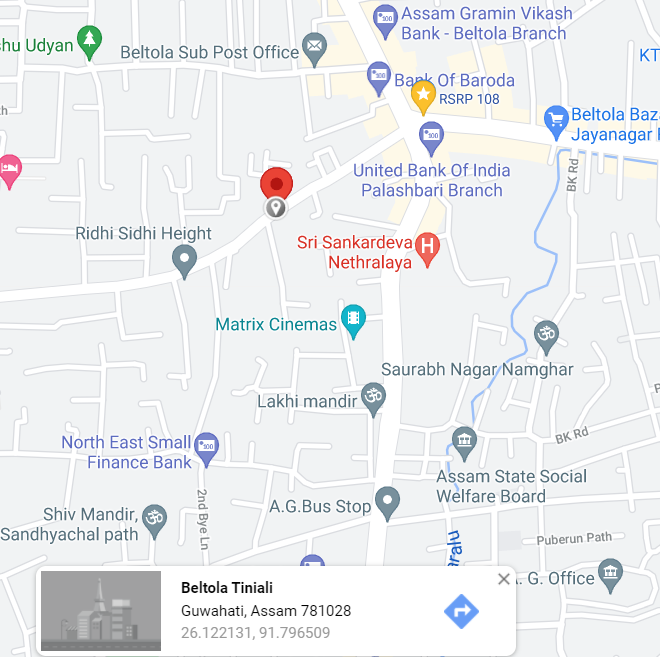 Assam Gramin Vikash
Bank - Beltola Branch
shu Udyan
Beltola Sub Post Office
KT
Bank Of Baroda
RSRP 108
Beltola Baza
Jayanagar
United Bank Of India
Palashbari Branch
BK Rd
Ridhi Sidhi Height
Sri Sankardeva
Nethralaya
H
Matrix Cinemas
Saurabh Nagar Namghar
Lakhi mandir
BK Rd
North East Small
Finance Bank
Assam State Social
Welfare Board
2nd Bye Ln
A.G.Bus Stop
Shiv Mandir,
Sandhyachal path
Puberun Path
aralu
. G. Office
Beltola Tiniali
Guwahati, Assam 781028
26.122131, 91.796509